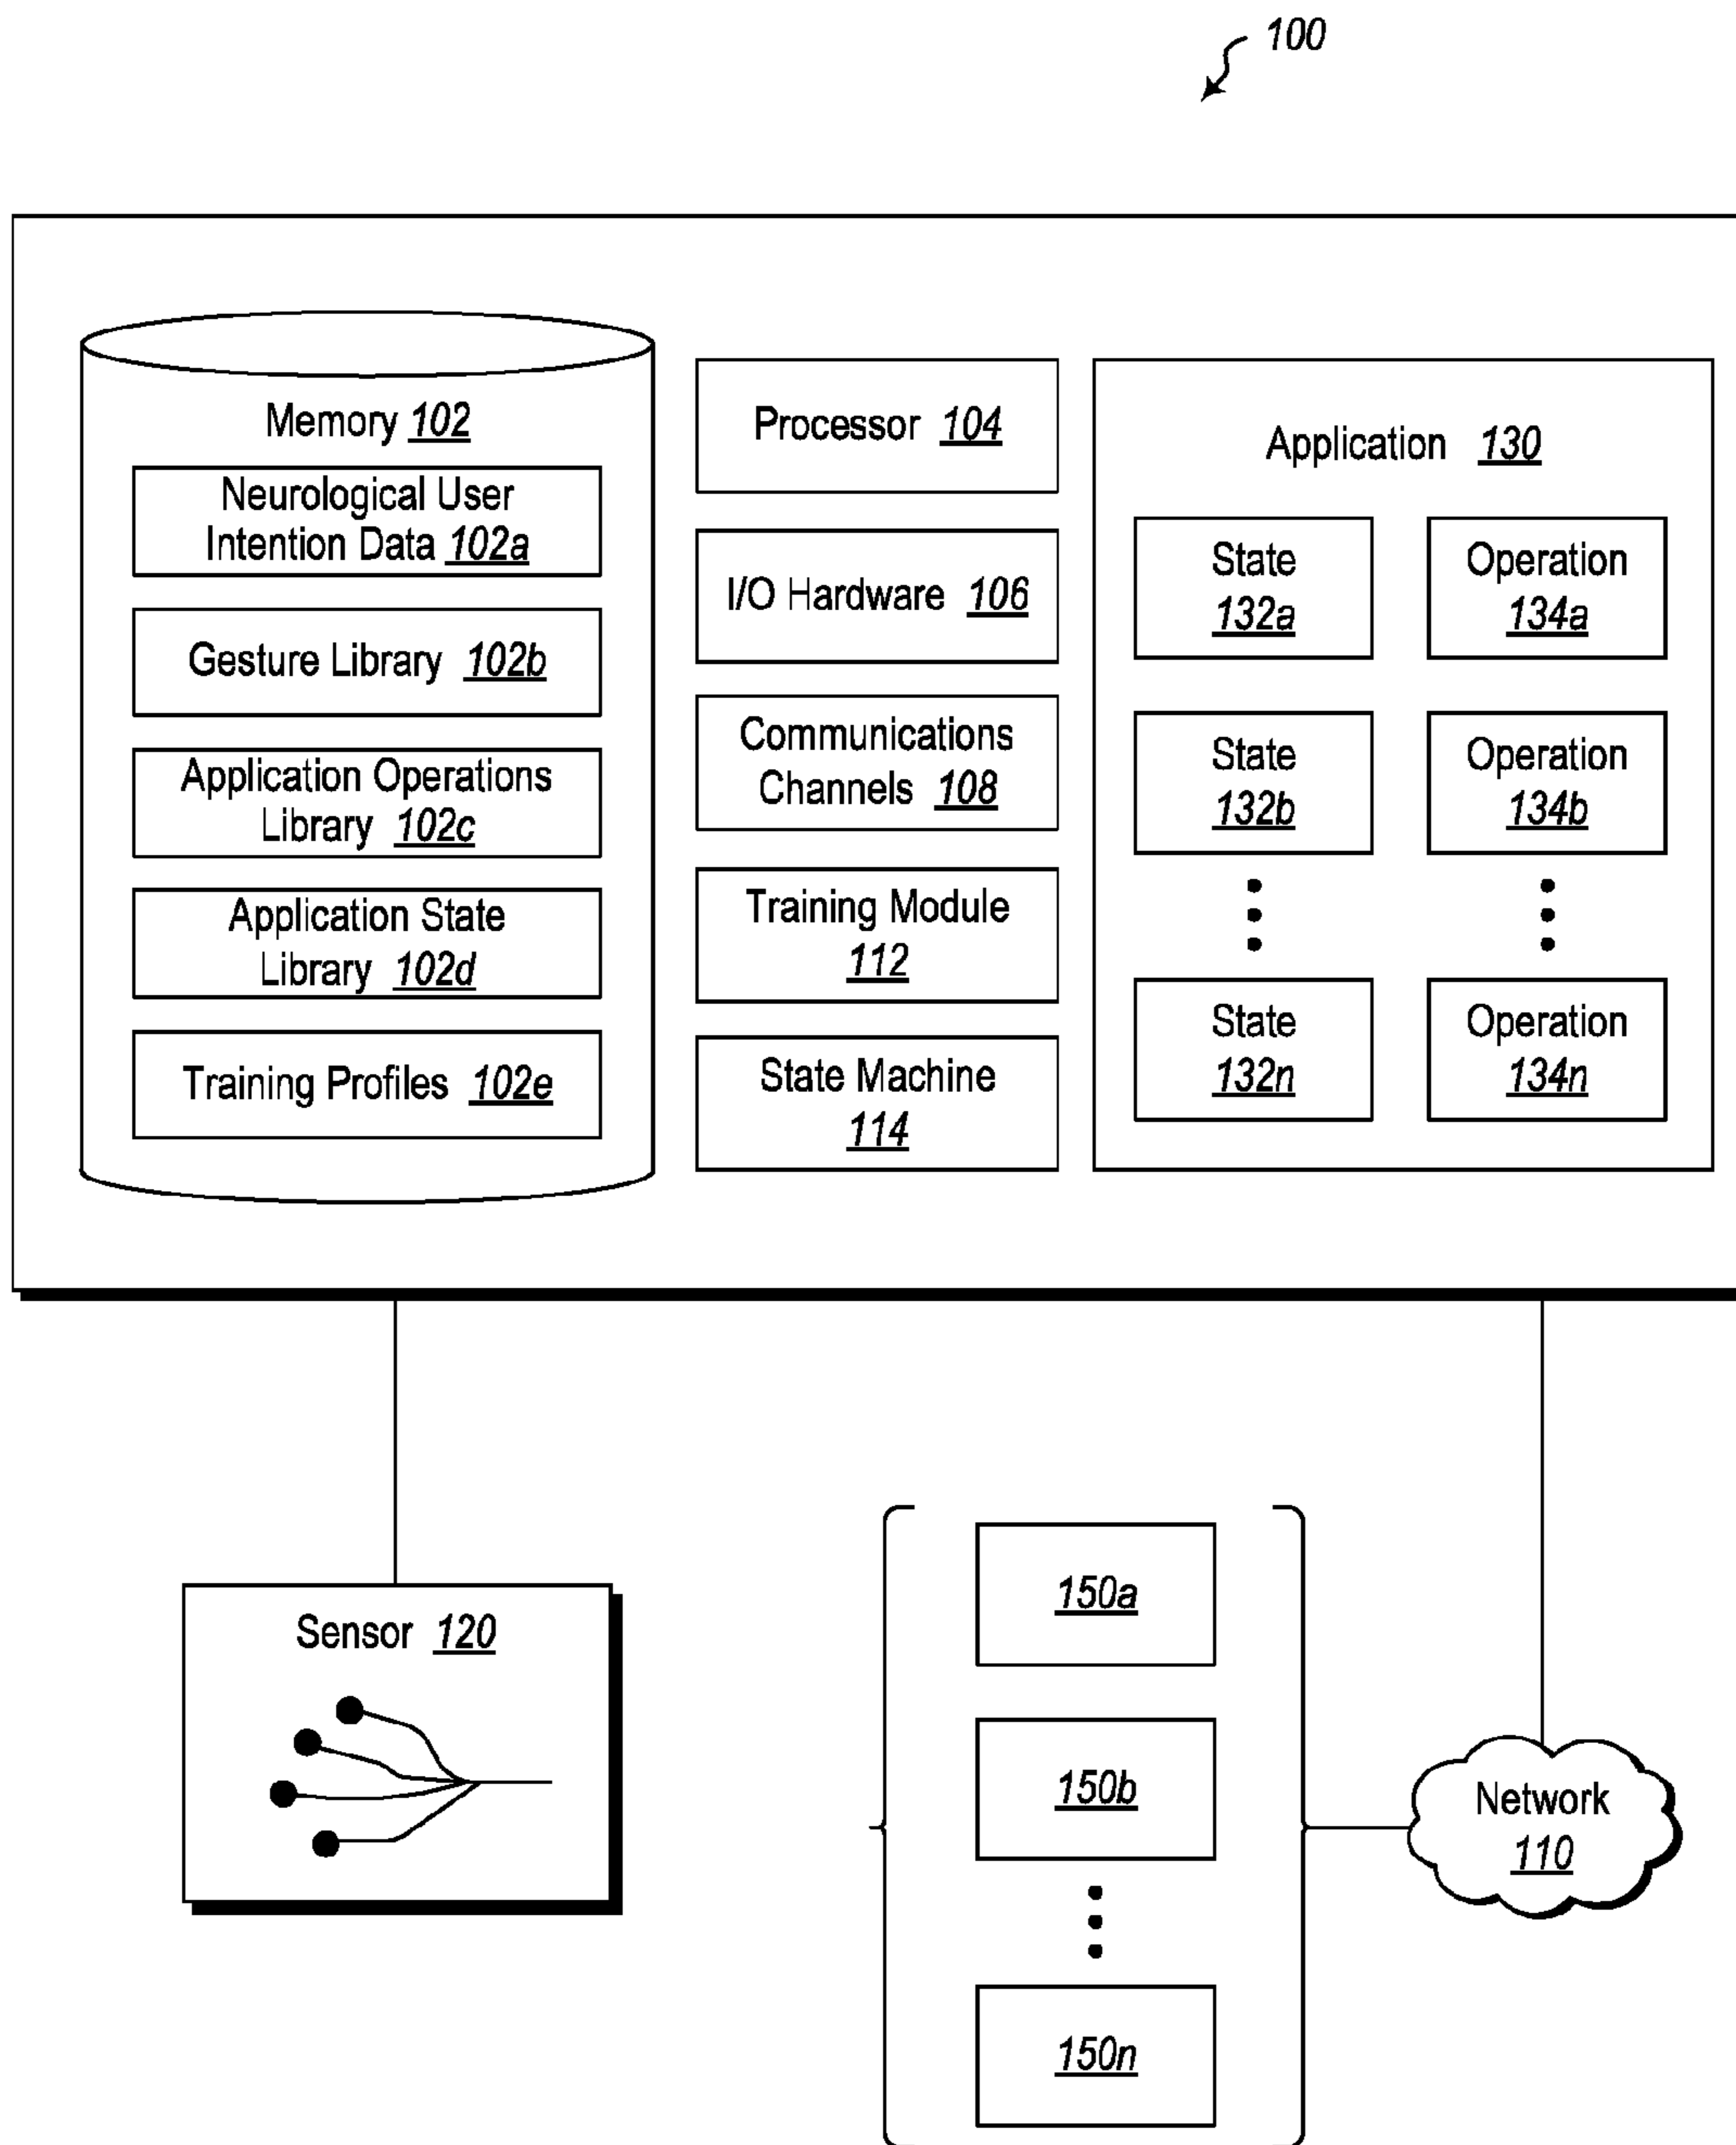 100
Memory 102
Neurological User
Intention Data 102a
Gesture Library 102b
Application Operations
Library 102c
Application State
Library 102d
Training Profiles 102e
Processor 104
I/O Hardware 106
Communications
Channels 108
Training Module
112
State Machine
114
Application 130
State
132a
Operation
134a
State
132b
Operation
134b
State
132n
Operation
134n
Sensor 120
150a
150b
150n
Network
110